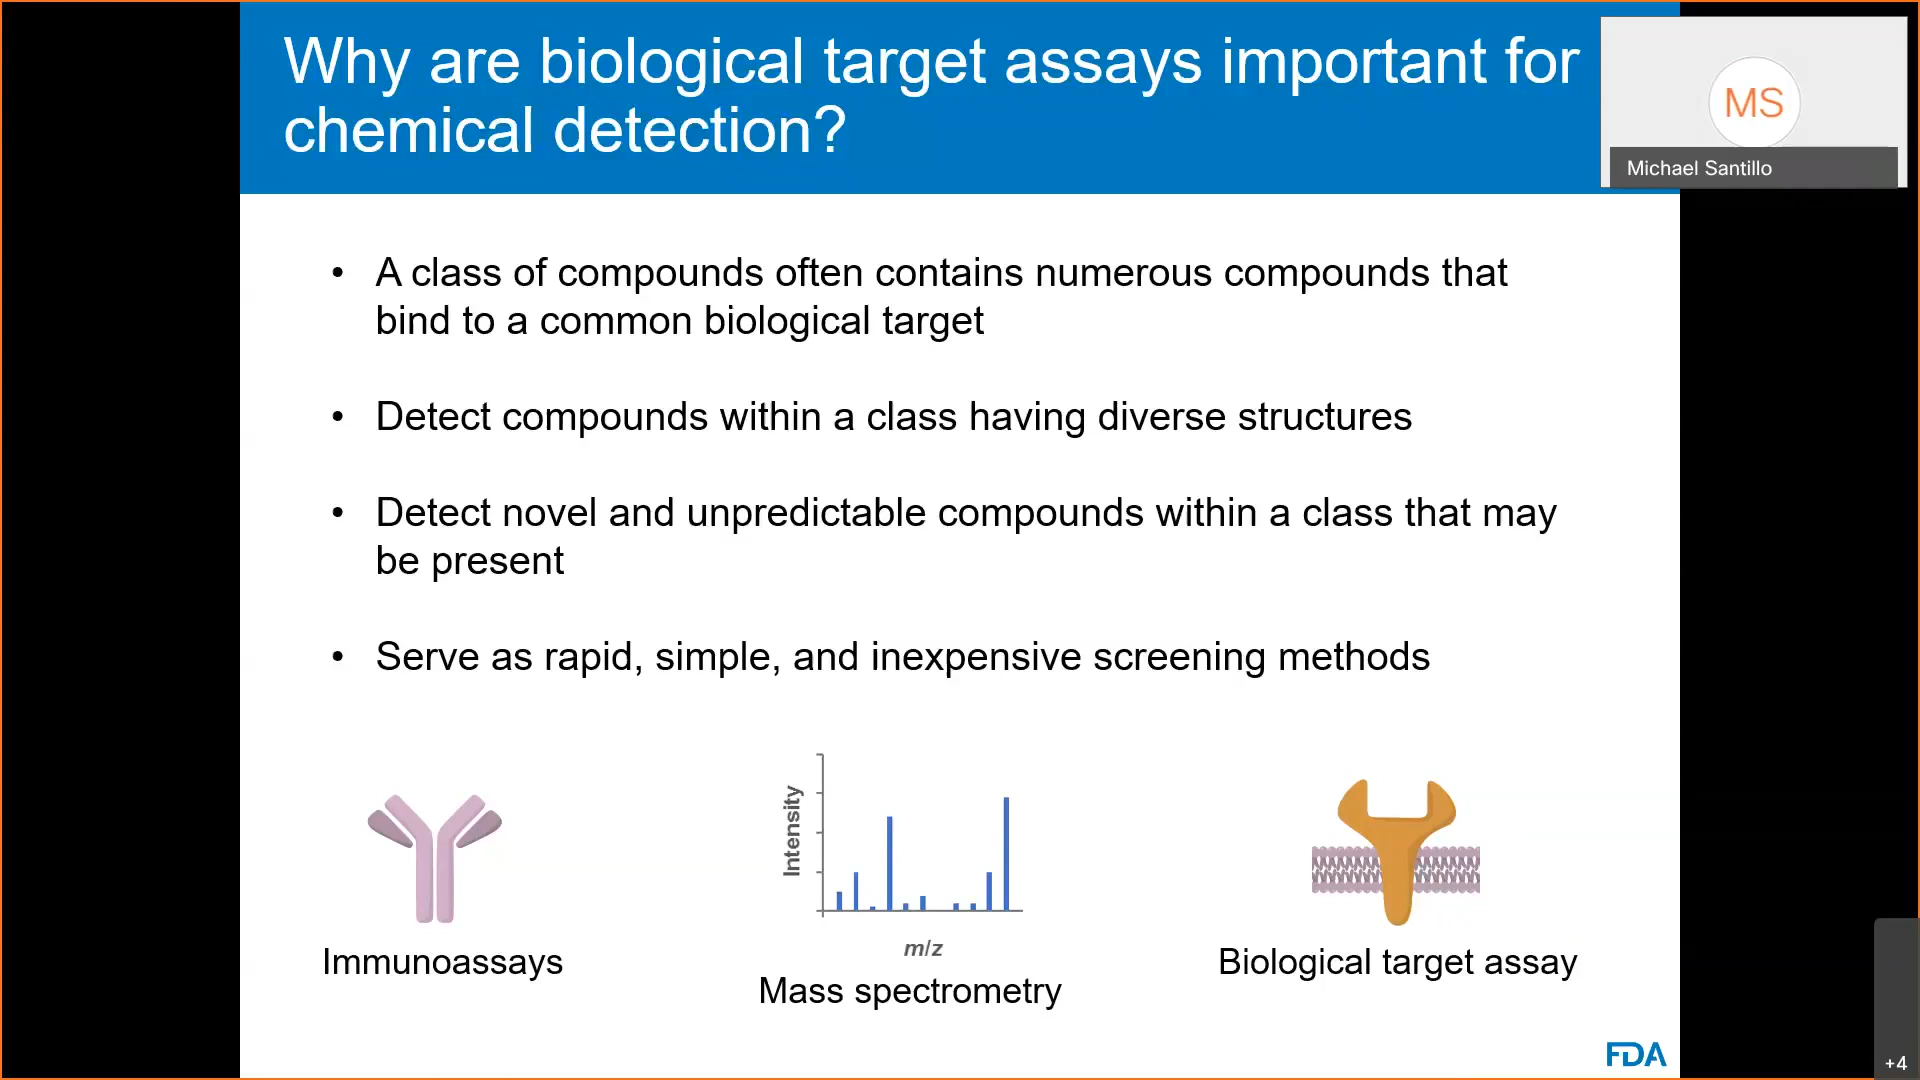 Why are biological target assays important for
chemical detection?
MS
Michael Santillo
• A class of compounds often contains numerous compounds that
bind to a common biological target
• Detect compounds within a class having diverse structures
• Detect novel and unpredictable compounds within a class that may
be present
• Serve as rapid, simple, and inexpensive screening methods
Immunoassays
Intensity
m/z
Mass spectrometry
Biological target assay
FDA
+4